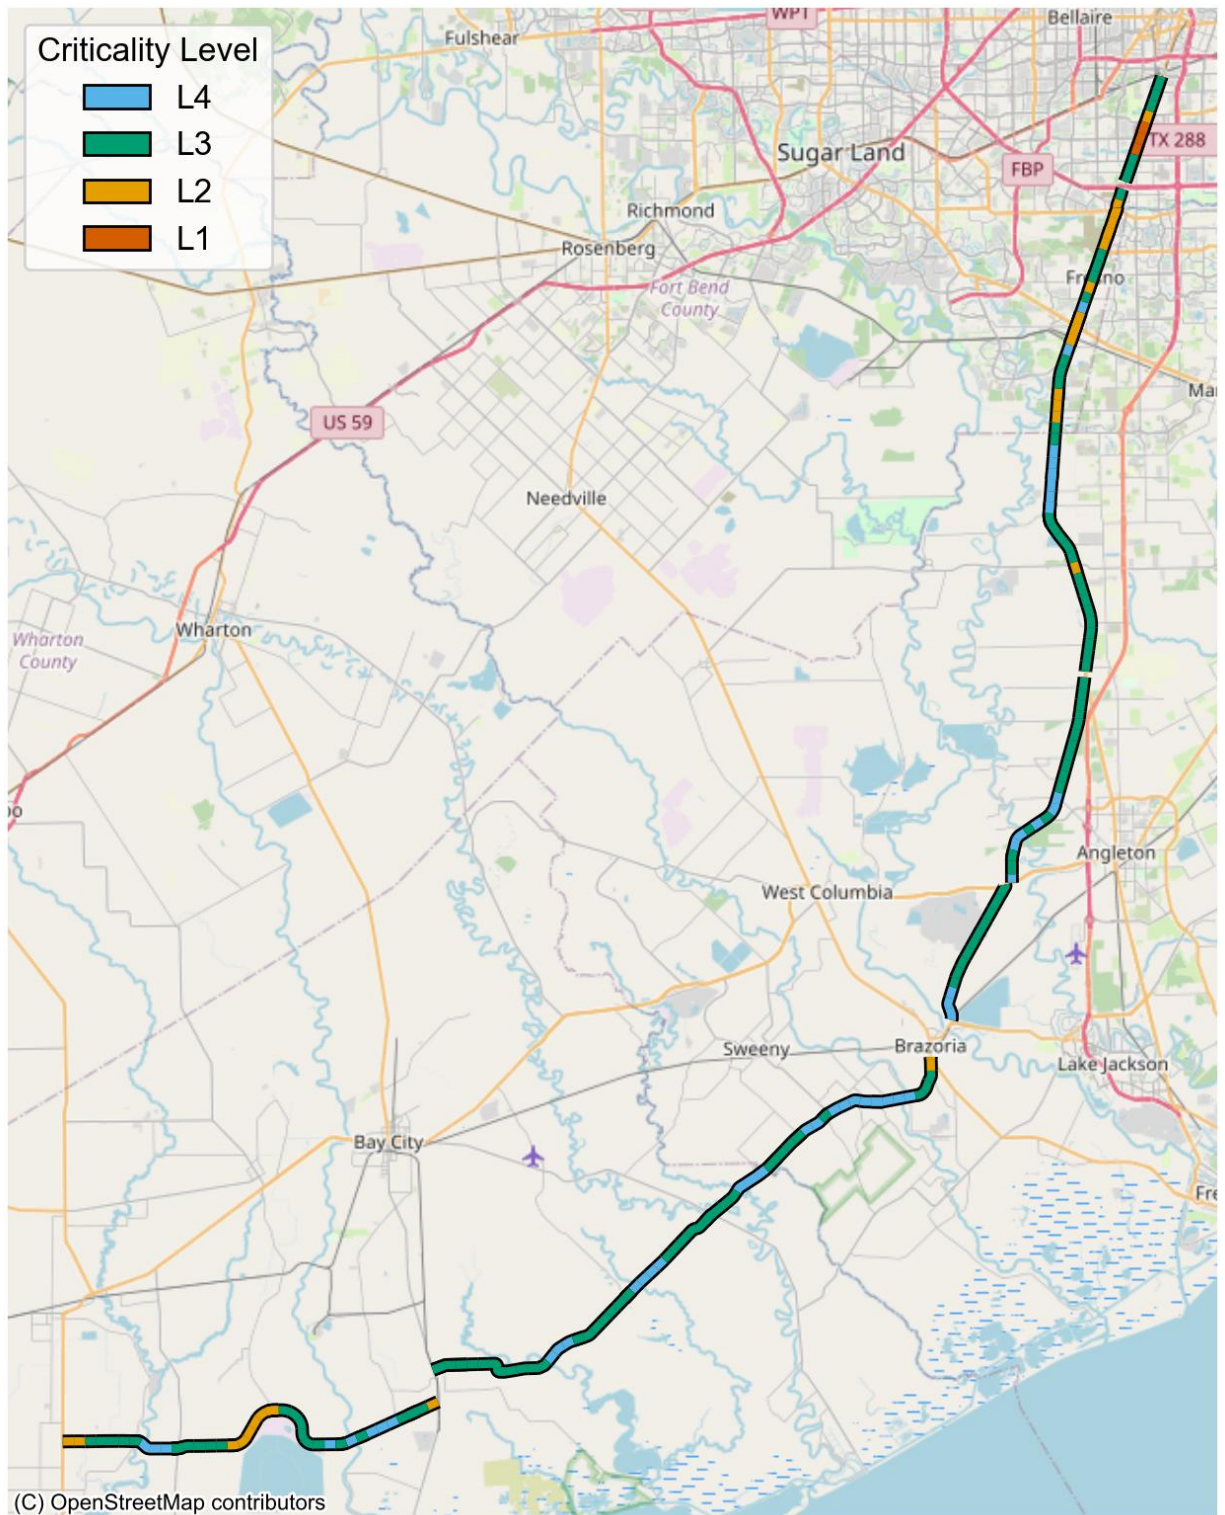 Criticality Level
L4
L3
L2
L1
Fulshear
WPT
Bellaire
TX 288
Sugar Land
FBP
Richmond
Rosenberg
Fort Bend
County
US 59
Needville
Wharton
Wharton
County
Angleton
West Columbia
Sweeny
Brazoria
Lake Jackson
Bay City
(C) OpenStreetMap contributors